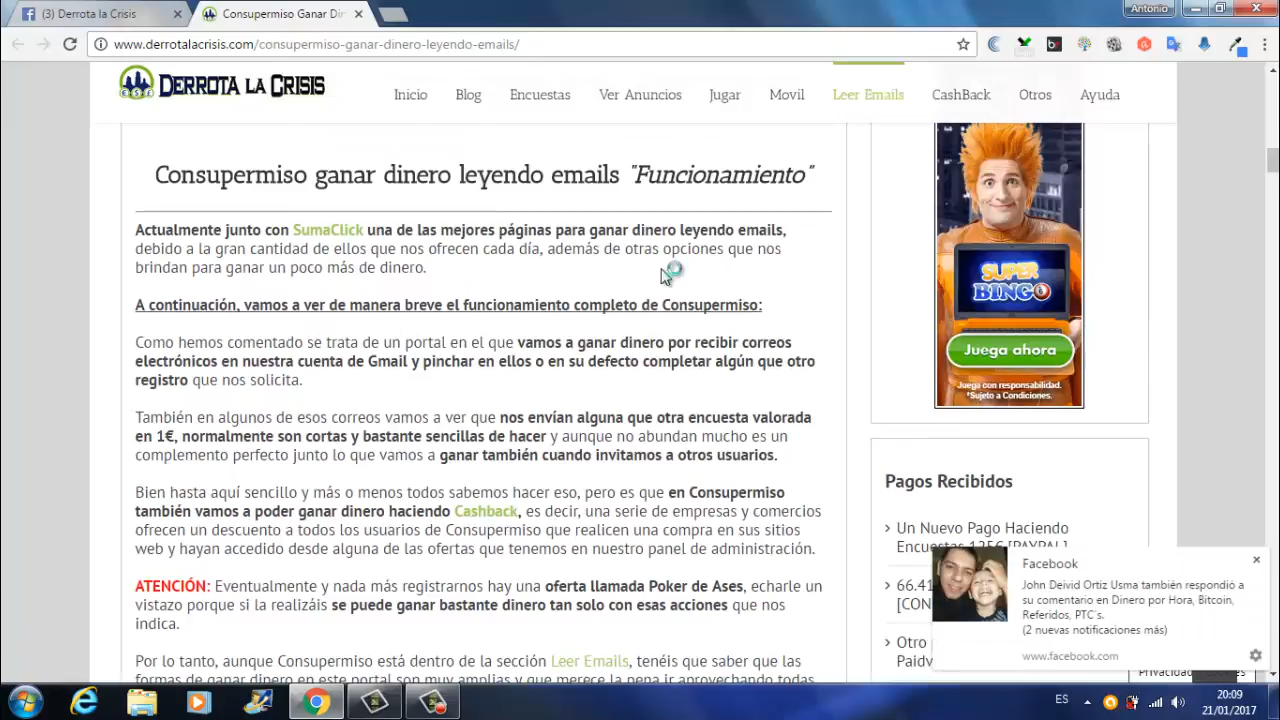 (3) Derrota la Crisis
Consupermiso Ganar Di
Antonio
www.derrotalacrisis.com/consupermiso-ganar-dinero-leyendo-emails/
DERROTA LA CRISIS
Inicio Blog Encuestas Ver Anuncios Jugar Movil Leer Emails CashBack Otros Ayuda
Consupermiso ganar dinero leyendo emails "Funcionamiento"
Actualmente junto con SumaClick una de las mejores páginas para ganar dinero leyendo emails,
debido a la gran cantidad de ellos que nos ofrecen cada día, además de otras opciones que nos
brindan para ganar un poco más de dinero.
A continuación, vamos a ver de manera breve el funcionamiento completo de Consupermiso:
Como hemos comentado se trata de un portal en el que vamos a ganar dinero por recibir correos
electrónicos en nuestra cuenta de Gmail y pinchar en ellos o en su defecto completar algún que otro
registro que nos solicita.
También en algunos de esos correos vamos a ver que nos envían alguna que otra encuesta valorada
en 1€, normalmente son cortas y bastante sencillas de hacer y aunque no abundan mucho es un
complemento perfecto junto lo que vamos a ganar también cuando invitamos a otros usuarios.
Bien hasta aquí sencillo y más o menos todos sabemos hacer eso, pero es que en Consupermiso
también vamos a poder ganar dinero haciendo Cashback, es decir, una serie de empresas y comercios
ofrecen un descuento a todos los usuarios de Consupermiso que realicen una compra en sus sitios
web y hayan accedido desde alguna de las ofertas que tenemos en nuestro panel de administración.
ATENCIÓN: Eventualmente y nada más registrarnos hay una oferta llamada Poker de Ases, echarle un
vistazo porque si la realizáis se puede ganar bastante dinero tan solo con esas acciones que nos
indica.
Por lo tanto, aunque Consupermiso está dentro de la sección Leer Emails, tenéis que saber que las
SUPER
BINGO
Juega ahora
Juega con responsabilidad.
*Sujeto a Condiciones.
Pagos Recibidos
Un Nuevo Pago Haciendo
Encuestas 125€ [PAYPAL]
66.41
[CON
Otro
Paidv
Facebook
John Deivid Ortiz Usma también respondió a
su comentario en Dinero por Hora, Bitcoin,
Referidos, PTC's.
(2 nuevas notificaciones más)
www.facebook.com
ES
20:09
21/01/2017